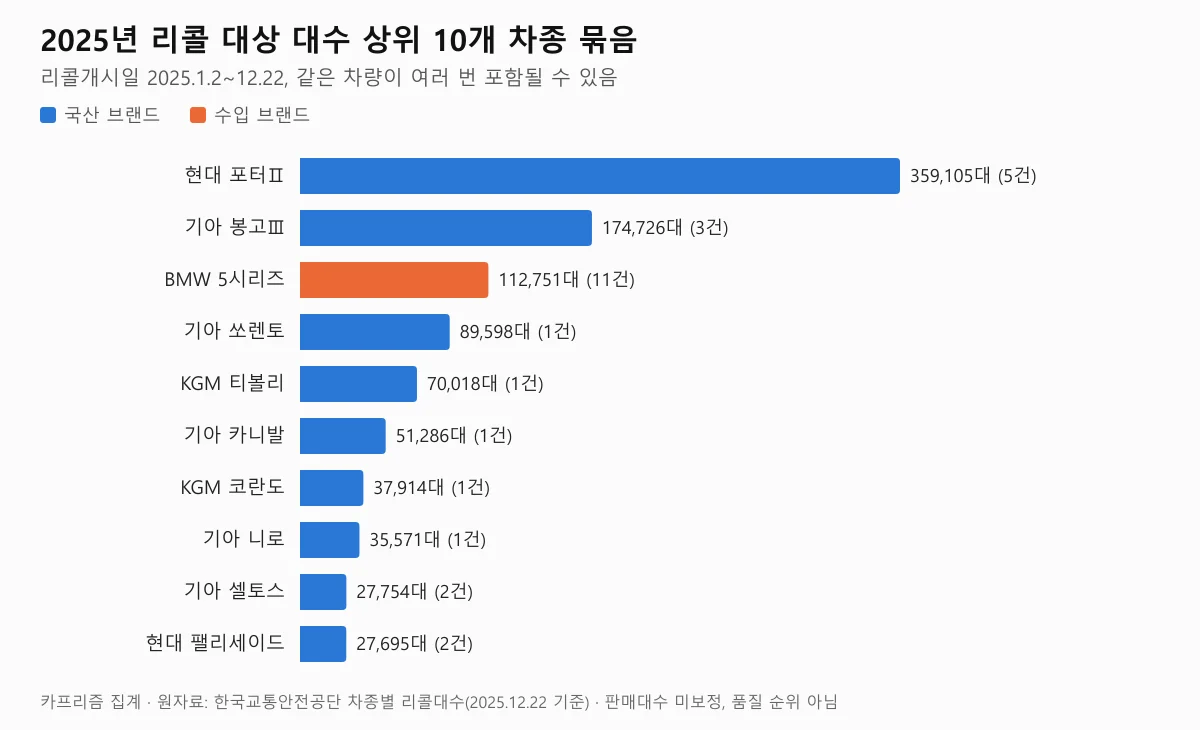 2025년 리콜 대상 대수 상위 10개 차종 묶음
리콜개시일 2025.1.2~12.22, 같은 차량이 여러 번 포함될 수 있음
국산 브랜드 수입 브랜드
현대 포터Ⅱ 359,105대 (5건)
기아 봉고Ⅲ 174,726대 (3건)
BMW 5시리즈 112,751대 (11건)
기아 쏘렌토 89,598대 (1건)
KGM 티볼리 70,018대 (1건)
기아 카니발 51,286대 (1건)
KGM 코란도 37,914대 (1건)
기아 니로 35,571대 (1건)
기아 셀토스 27,754대 (2건)
현대 팰리세이드 27,695대 (2건)
카프리즘 집계 · 원자료: 한국교통안전공단 차종별 리콜대수(2025.12.22 기준) · 판매대수 미보정, 품질 순위 아님